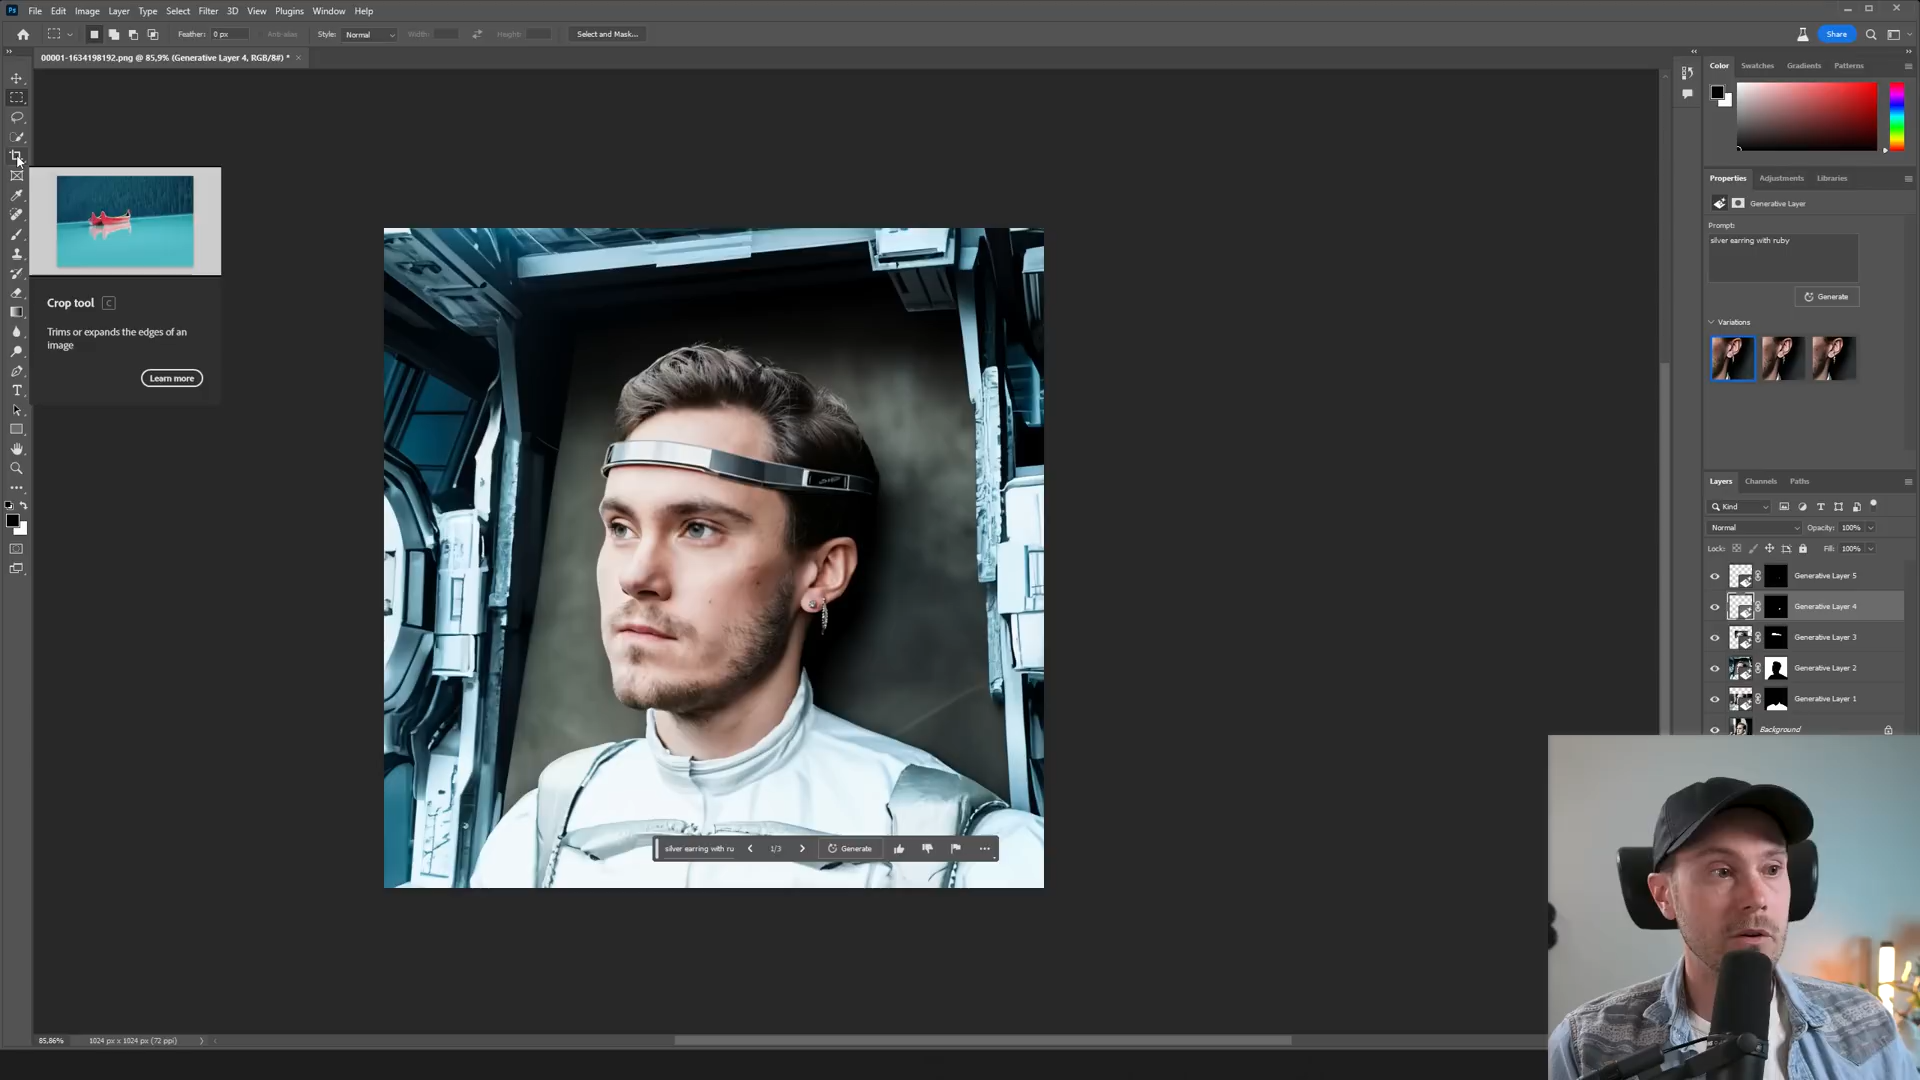 Ps
File Edit Image Layer Type Select Filter 3D View Plugins Window Help
Feather: 0 px Anti-alias Style: Normal Width: Height: Select and Mask... Share
00001-1634198192.png @ 85,9% (Generative Layer 4, RGB/8#) * ×
Crop tool C
Trims or expands the edges of an
image
Learn more
silver earring with ru 1/3 Generate
85,86% 1024 px x 1024 px (72 ppi)
Color Swatches Gradients Patterns
Properties Adjustments Libraries
Generative Layer
Prompt:
silver earring with ruby
Generate
Variations
Layers Channels Paths
Kind
Normal Opacity: 100%
Lock: Fill: 100%
Generative Layer 5
Generative Layer 4
Generative Layer 3
Generative Layer 2
Generative Layer 1
Background